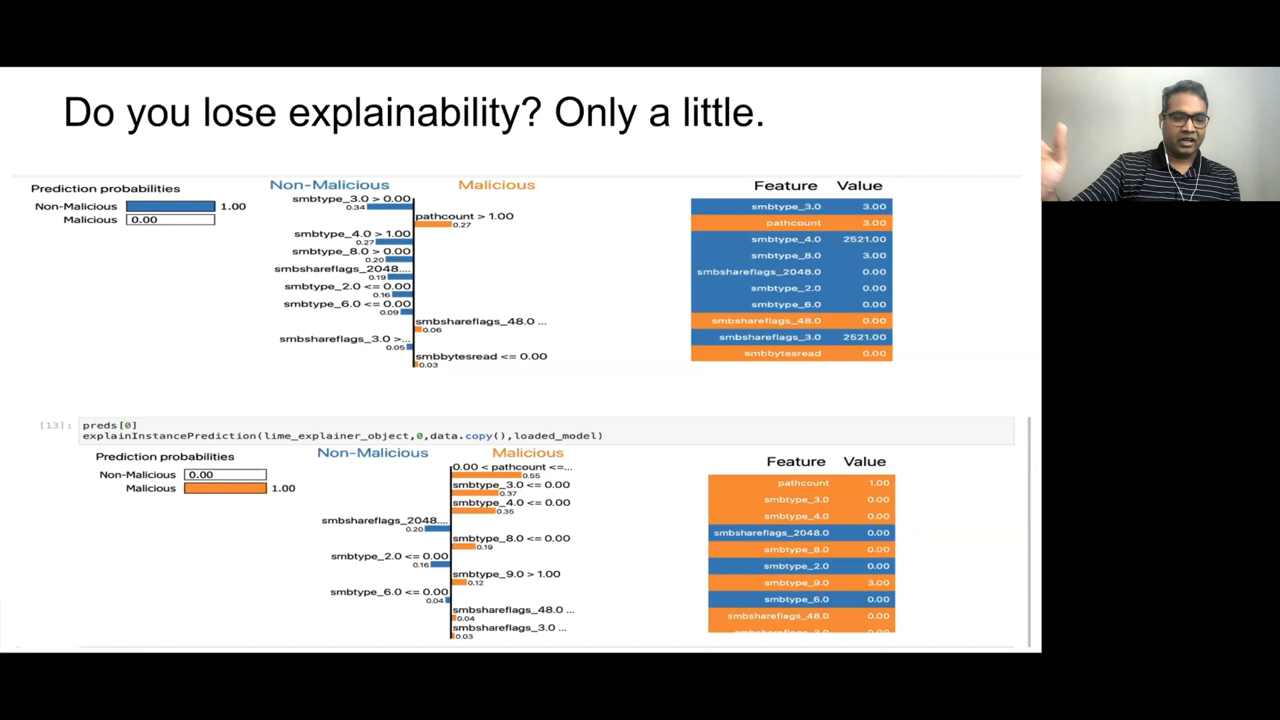 Do you lose explainability? Only a little.
Prediction probabilities
Non-Malicious 1.00
Malicious 0.00
Non-Malicious Malicious
smbtype_3.0 > 0.00
0.34
pathcount > 1.00
0.27
smbtype_4.0 > 1.00
0.27
smbtype_8.0 > 0.00
0.20
smbshareflags_2048....
0.19
smbtype_2.0 <= 0.00
0.16
smbtype_6.0 <= 0.00
0.09
smbshareflags_48.0 ...
0.06
smbshareflags_3.0 >...
0.05
smbbytesread <= 0.00
0.03
Feature Value
smbtype_3.0 3.00
pathcount 3.00
smbtype_4.0 2521.00
smbtype_8.0 3.00
smbshareflags_2048.0 0.00
smbtype_2.0 0.00
smbtype_6.0 0.00
smbshareflags_48.0 0.00
smbshareflags_3.0 2521.00
smbbytesread 0.00
[13]: preds[0]
explainInstancePrediction(lime_explainer_object,0,data.copy(),loaded_model)
Prediction probabilities
Non-Malicious 0.00
Malicious 1.00
Non-Malicious Malicious
0.00 < pathcount <=...
0.55
smbtype_3.0 <= 0.00
0.37
smbtype_4.0 <= 0.00
0.35
smbshareflags_2048....
0.20
smbtype_8.0 <= 0.00
0.19
smbtype_2.0 <= 0.00
0.16
smbtype_9.0 > 1.00
0.12
smbtype_6.0 <= 0.00
0.04
smbshareflags_48.0 ...
0.04
smbshareflags_3.0 ...
0.03
Feature Value
pathcount 1.00
smbtype_3.0 0.00
smbtype_4.0 0.00
smbshareflags_2048.0 0.00
smbtype_8.0 0.00
smbtype_2.0 0.00
smbtype_9.0 3.00
smbtype_6.0 0.00
smbshareflags_48.0 0.00
smbshareflags_3.0 0.00